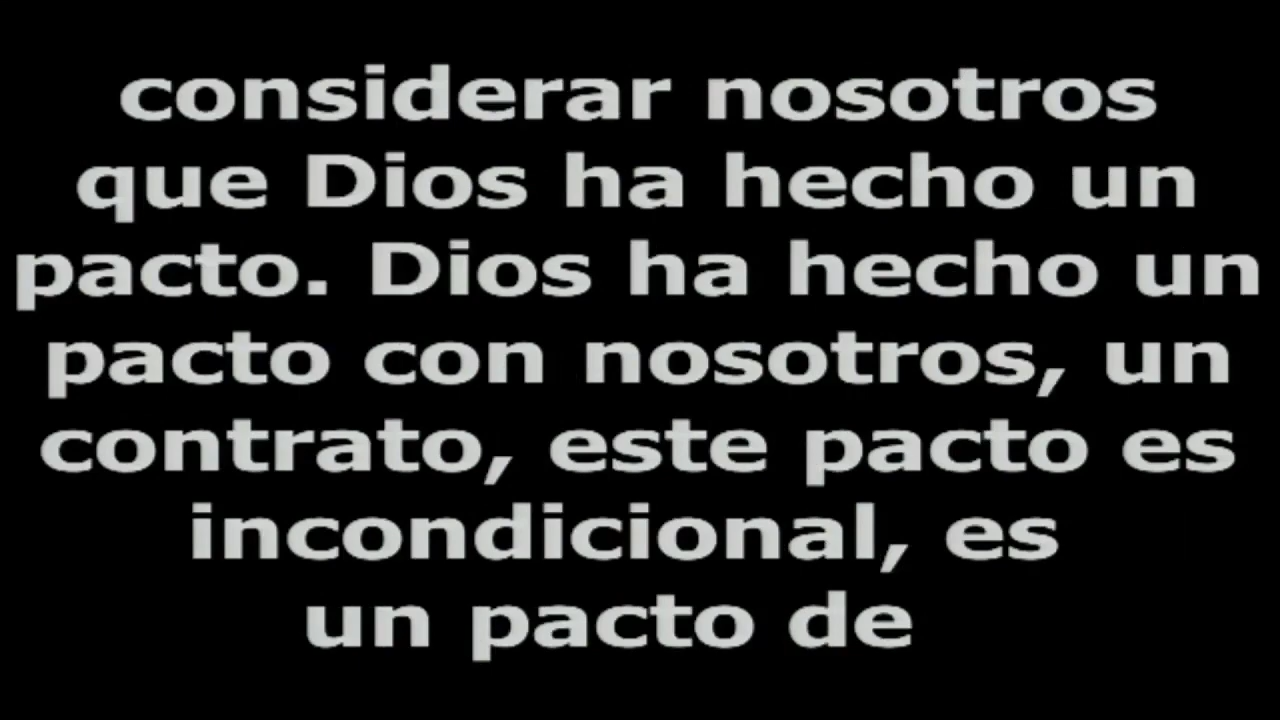 considerar nosotros
que Dios ha hecho un
pacto. Dios ha hecho un
pacto con nosotros, un
contrato, este pacto es
incondicional, es
un pacto de